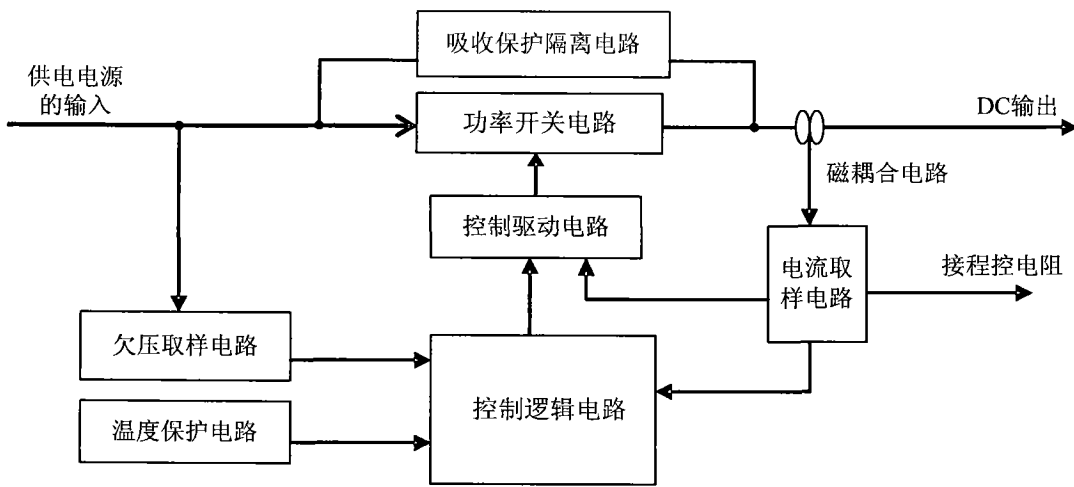 吸收保护隔离电路
供电电源
的输入
功率开关电路
DC输出
磁耦合电路
控制驱动电路
电流取
样电路
接程控电阻
欠压取样电路
控制逻辑电路
温度保护电路